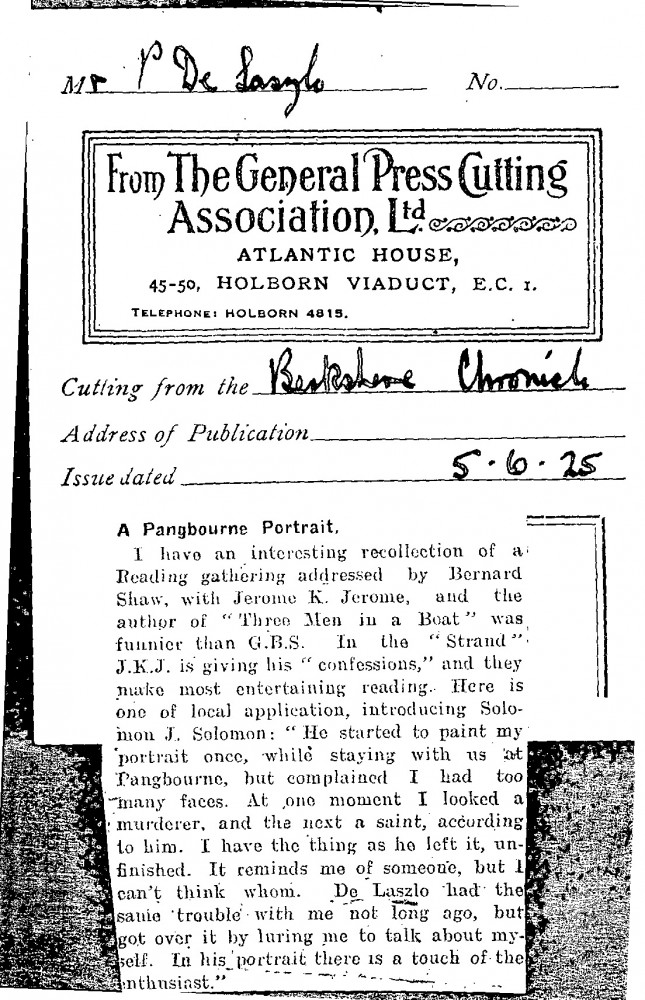 Mr P De Laszlo No.
From The General Press Cutting
Association, Ltd.
ATLANTIC HOUSE,
45-50, HOLBORN VIADUCT, E.C. 1.
TELEPHONE: HOLBORN 4815.
Cutting from the Berkshire Chronicle
Address of Publication
Issue dated 5.6.25
A Pangbourne Portrait.
I have an interesting recollection of a
Reading gathering addressed by Bernard
Shaw, with Jerome K. Jerome, and the
author of "Three Men in a Boat" was
funnier than G.B.S. In the "Strand"
J.K.J. is giving his "confessions," and they
make most entertaining reading. Here is
one of local application, introducing Solo-
mon J. Solomon: "He started to paint my
portrait once, while staying with us at
Pangbourne, but complained I had too
many faces. At one moment I looked a
murderer, and the next a saint, according
to him. I have the thing as he left it, un-
finished. It reminds me of someone, but I
can't think whom. De Laszlo had the
same trouble with me not long ago, but
got over it by luring me to talk about my-
self. In his portrait there is a touch of the
enthusiast."